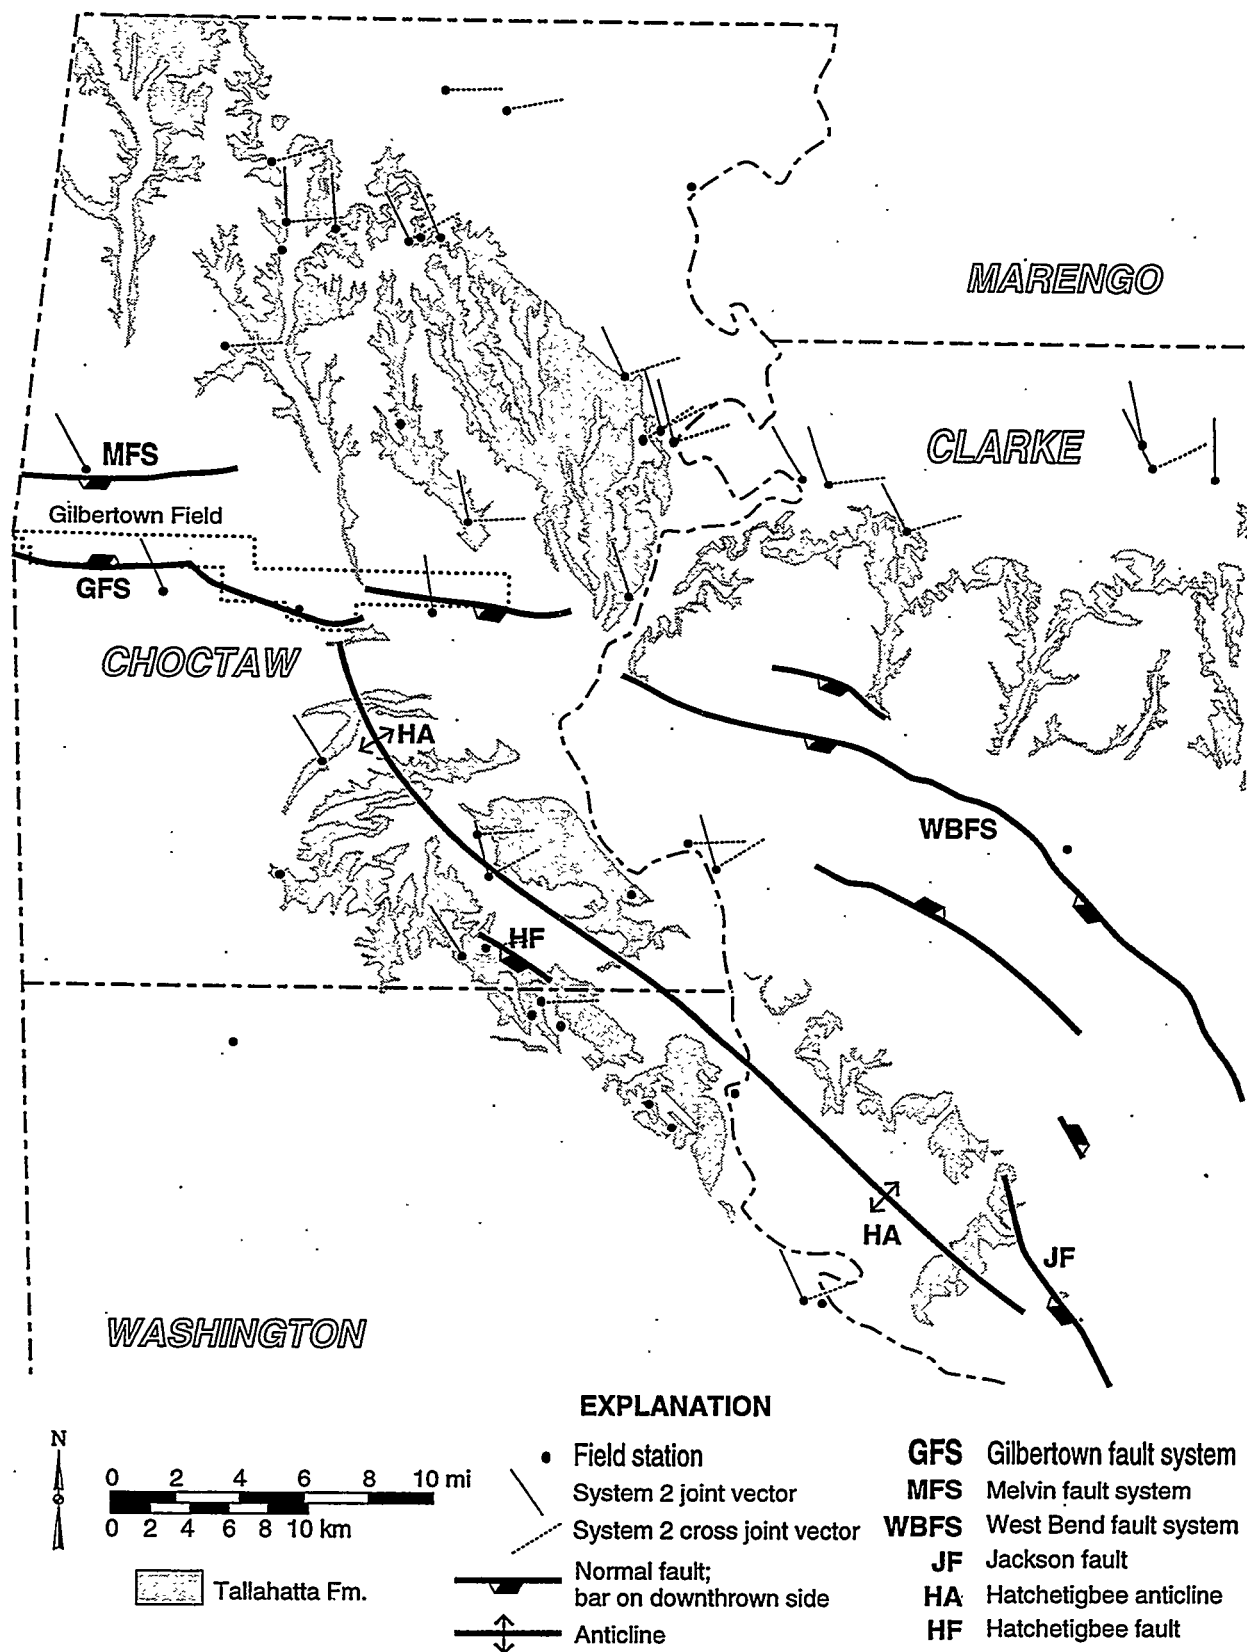 MARENGO
CLARKE
MFS
Gilbertown Field
GFS
CHOCTAW
HA
WBFS
HF
HA
JF
WASHINGTON
EXPLANATION
N
0 2 4 6 8 10 mi
0 2 4 6 8 10 km
Tallahatta Fm.
Field station
System 2 joint vector
System 2 cross joint vector
Normal fault;
bar on downthrown side
Anticline
GFS Gilbertown fault system
MFS Melvin fault system
WBFS West Bend fault system
JF Jackson fault
HA Hatchetigbee anticline
HF Hatchetigbee fault